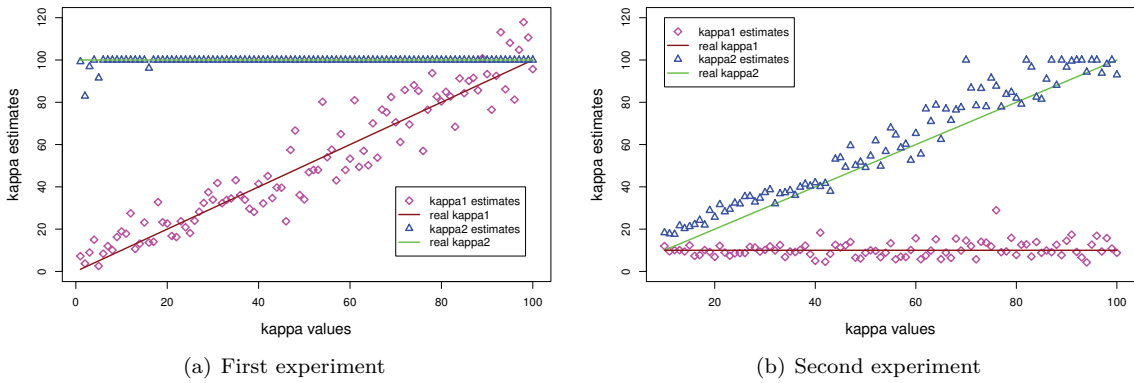 kappa estimates
0 20 40 60 80 100 120
kappa1 estimates
real kappa1
kappa2 estimates
real kappa2
0 20 40 60 80 100
kappa values
(a) First experiment
kappa estimates
0 20 40 60 80 100 120
kappa1 estimates
real kappa1
kappa2 estimates
real kappa2
20 40 60 80 100
kappa values
(b) Second experiment